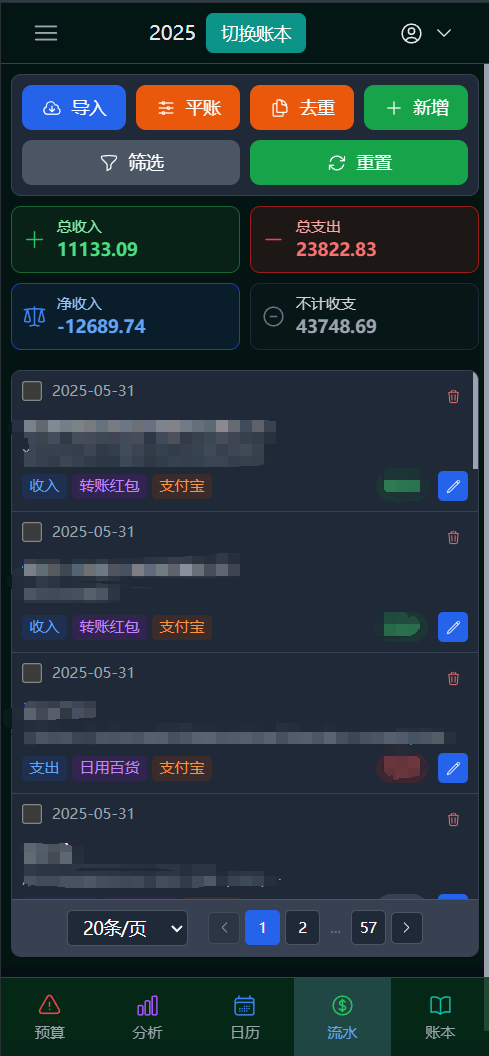 2025 切换账本
导入 平账 去重 新增
筛选 重置
总收入
11133.09
总支出
23822.83
净收入
-12689.74
不计收支
43748.69
2025-05-31
收入 转账红包 支付宝
2025-05-31
收入 转账红包 支付宝
2025-05-31
支出 日用百货 支付宝
2025-05-31
20条/页 1 2 ... 57
预算 分析 日历 流水 账本